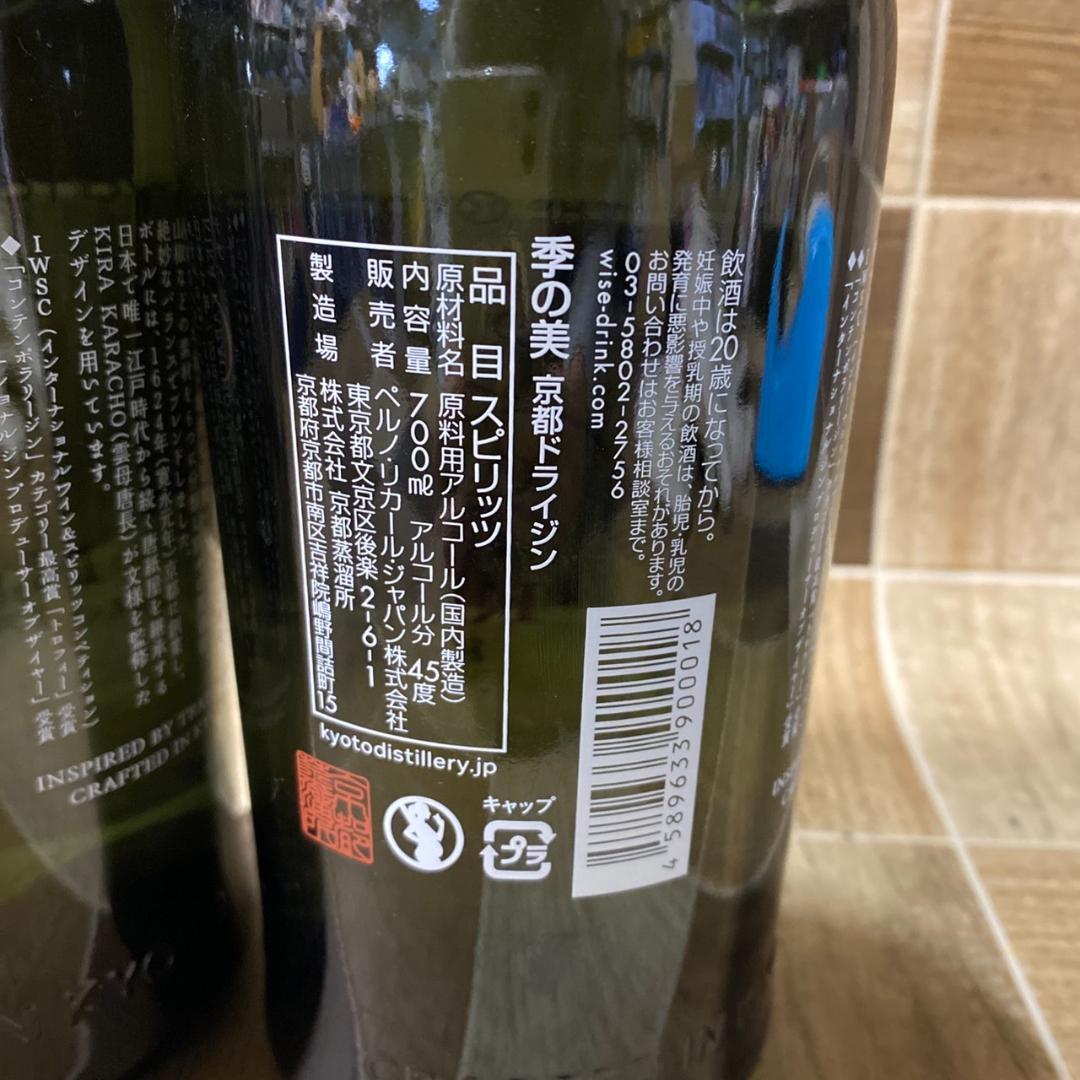 飲酒は20歳になってから。
妊娠中や授乳期の飲酒は、胎児・乳児の
発育に悪影響を与えるおそれがあります。
お問い合わせはお客様相談室まで。
03-5802-2756
wise-drink.com
季の美 京都ドライジン
品目 スピリッツ
原材料名 原料用アルコール(国内製造)
内容量 700㎖ アルコール分 45度
販売者 ペルノ・リカール・ジャパン株式会社
東京都文京区後楽2-6-1
製造場 株式会社 京都蒸溜所
京都府京都市南区吉祥院嶋野間詰町15
kyotodistillery.jp
キャップ
プラ
4589633900018
日本で唯一江戸時代から続く唐紙屋を継承する
KIRA KARACHO(雲母唐長)が文様を監修した
デザインを用いています。
◆IWSC(インターナショナルワイン&スピリッツコンペティション)
「コンテンポラリージン」カテゴリー最高賞「トロフィー」受賞
INSPIRED BY
CRAFTED IN